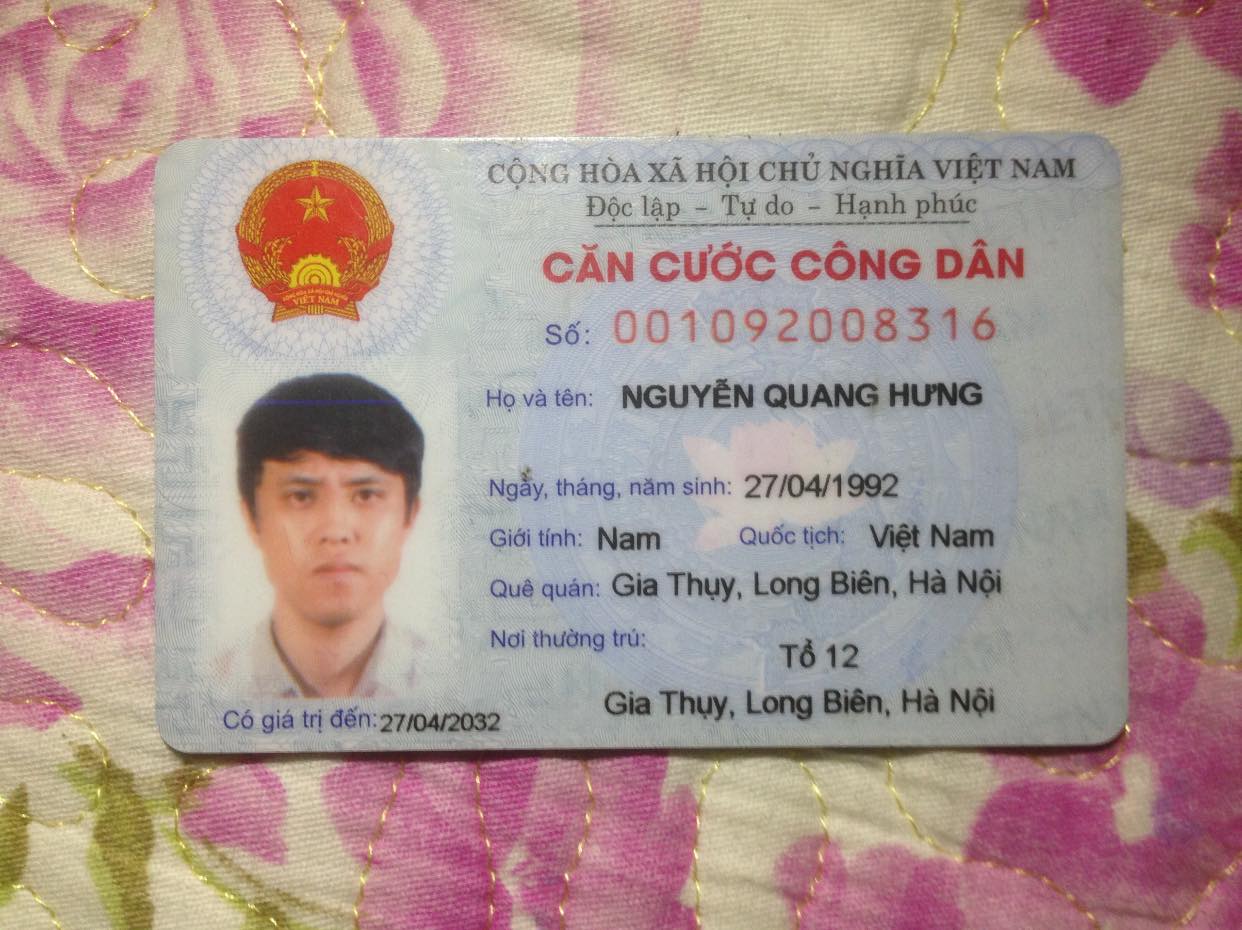 CỘNG HÒA XÃ HỘI CHỦ NGHĨA VIỆT NAM
Độc lập - Tự do - Hạnh phúc
CĂN CƯỚC CÔNG DÂN
Số: 001092008316
Họ và tên: NGUYỄN QUANG HƯNG
Ngày, tháng, năm sinh: 27/04/1992
Giới tính: Nam Quốc tịch: Việt Nam
Quê quán: Gia Thụy, Long Biên, Hà Nội
Nơi thường trú: Tổ 12
Gia Thụy, Long Biên, Hà Nội
Có giá trị đến: 27/04/2032
CỘNG HÒA XÃ HỘI CHỦ NGHĨA
VIỆT NAM